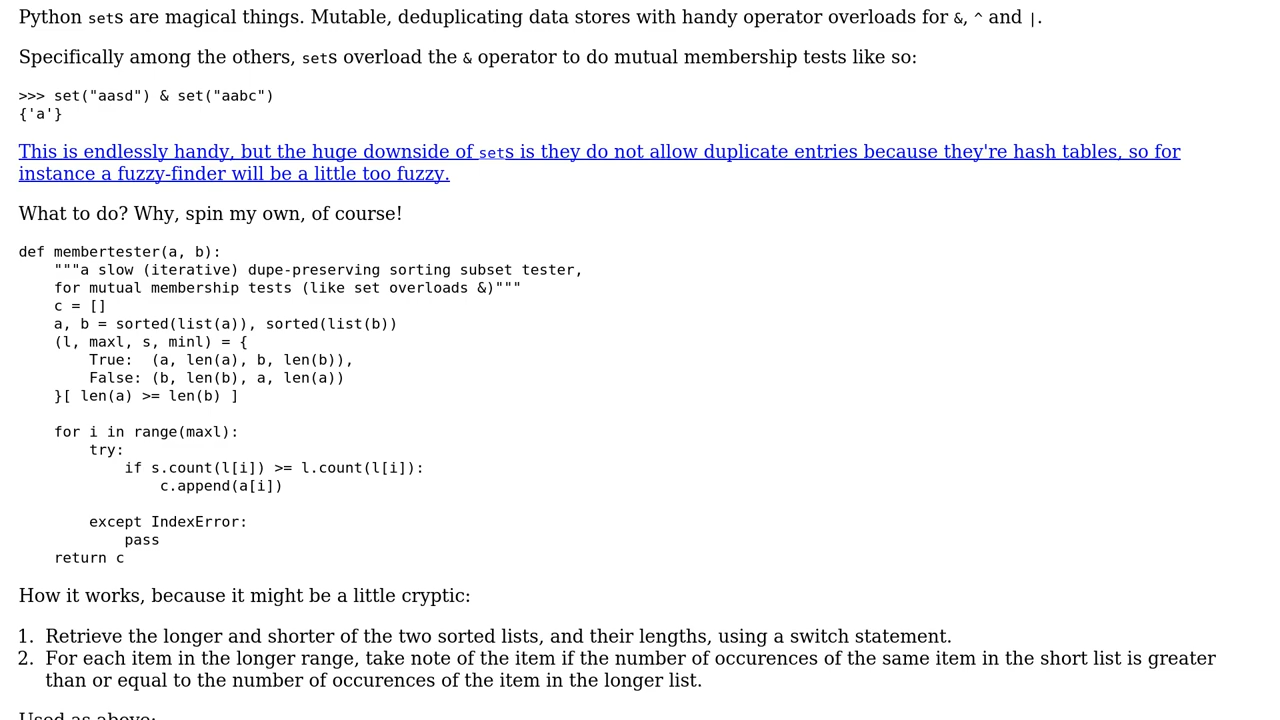 Python sets are magical things. Mutable, deduplicating data stores with handy operator overloads for &, ^ and |.
Specifically among the others, sets overload the & operator to do mutual membership tests like so:
>>> set("aasd") & set("aabc")
{'a'}
This is endlessly handy, but the huge downside of sets is they do not allow duplicate entries because they're hash tables, so for
instance a fuzzy-finder will be a little too fuzzy.
What to do? Why, spin my own, of course!
def membertester(a, b):
    """a slow (iterative) dupe-preserving sorting subset tester,
    for mutual membership tests (like set overloads &)"""
    c = []
    a, b = sorted(list(a)), sorted(list(b))
    (l, maxl, s, minl) = {
        True:  (a, len(a), b, len(b)),
        False: (b, len(b), a, len(a))
    }[ len(a) >= len(b) ]
    for i in range(maxl):
        try:
            if s.count(l[i]) >= l.count(l[i]):
                c.append(a[i])
        except IndexError:
            pass
    return c
How it works, because it might be a little cryptic:
1. Retrieve the longer and shorter of the two sorted lists, and their lengths, using a switch statement.
2. For each item in the longer range, take note of the item if the number of occurences of the same item in the short list is greater
than or equal to the number of occurences of the item in the longer list.
Used as above: